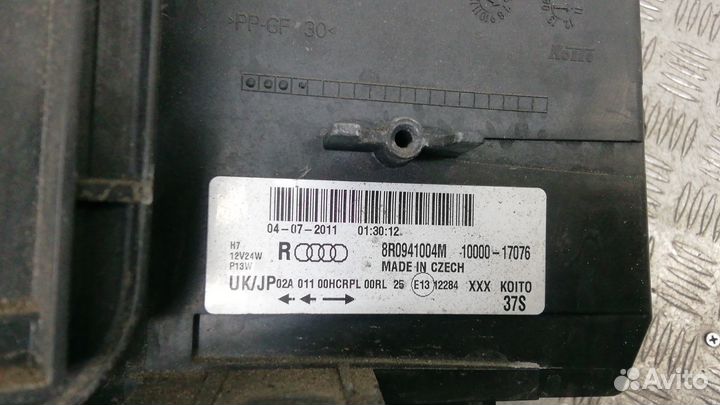 >PP-GF 30<
04-07-2011 01:30:12
H7
12V24W
P13W
R 8R0941004M 10000-17076
MADE IN CZECH
UK/JP 02A 011 00HCRPL 00RL 25 E13 12284 XXX KOITO
37S
Avito